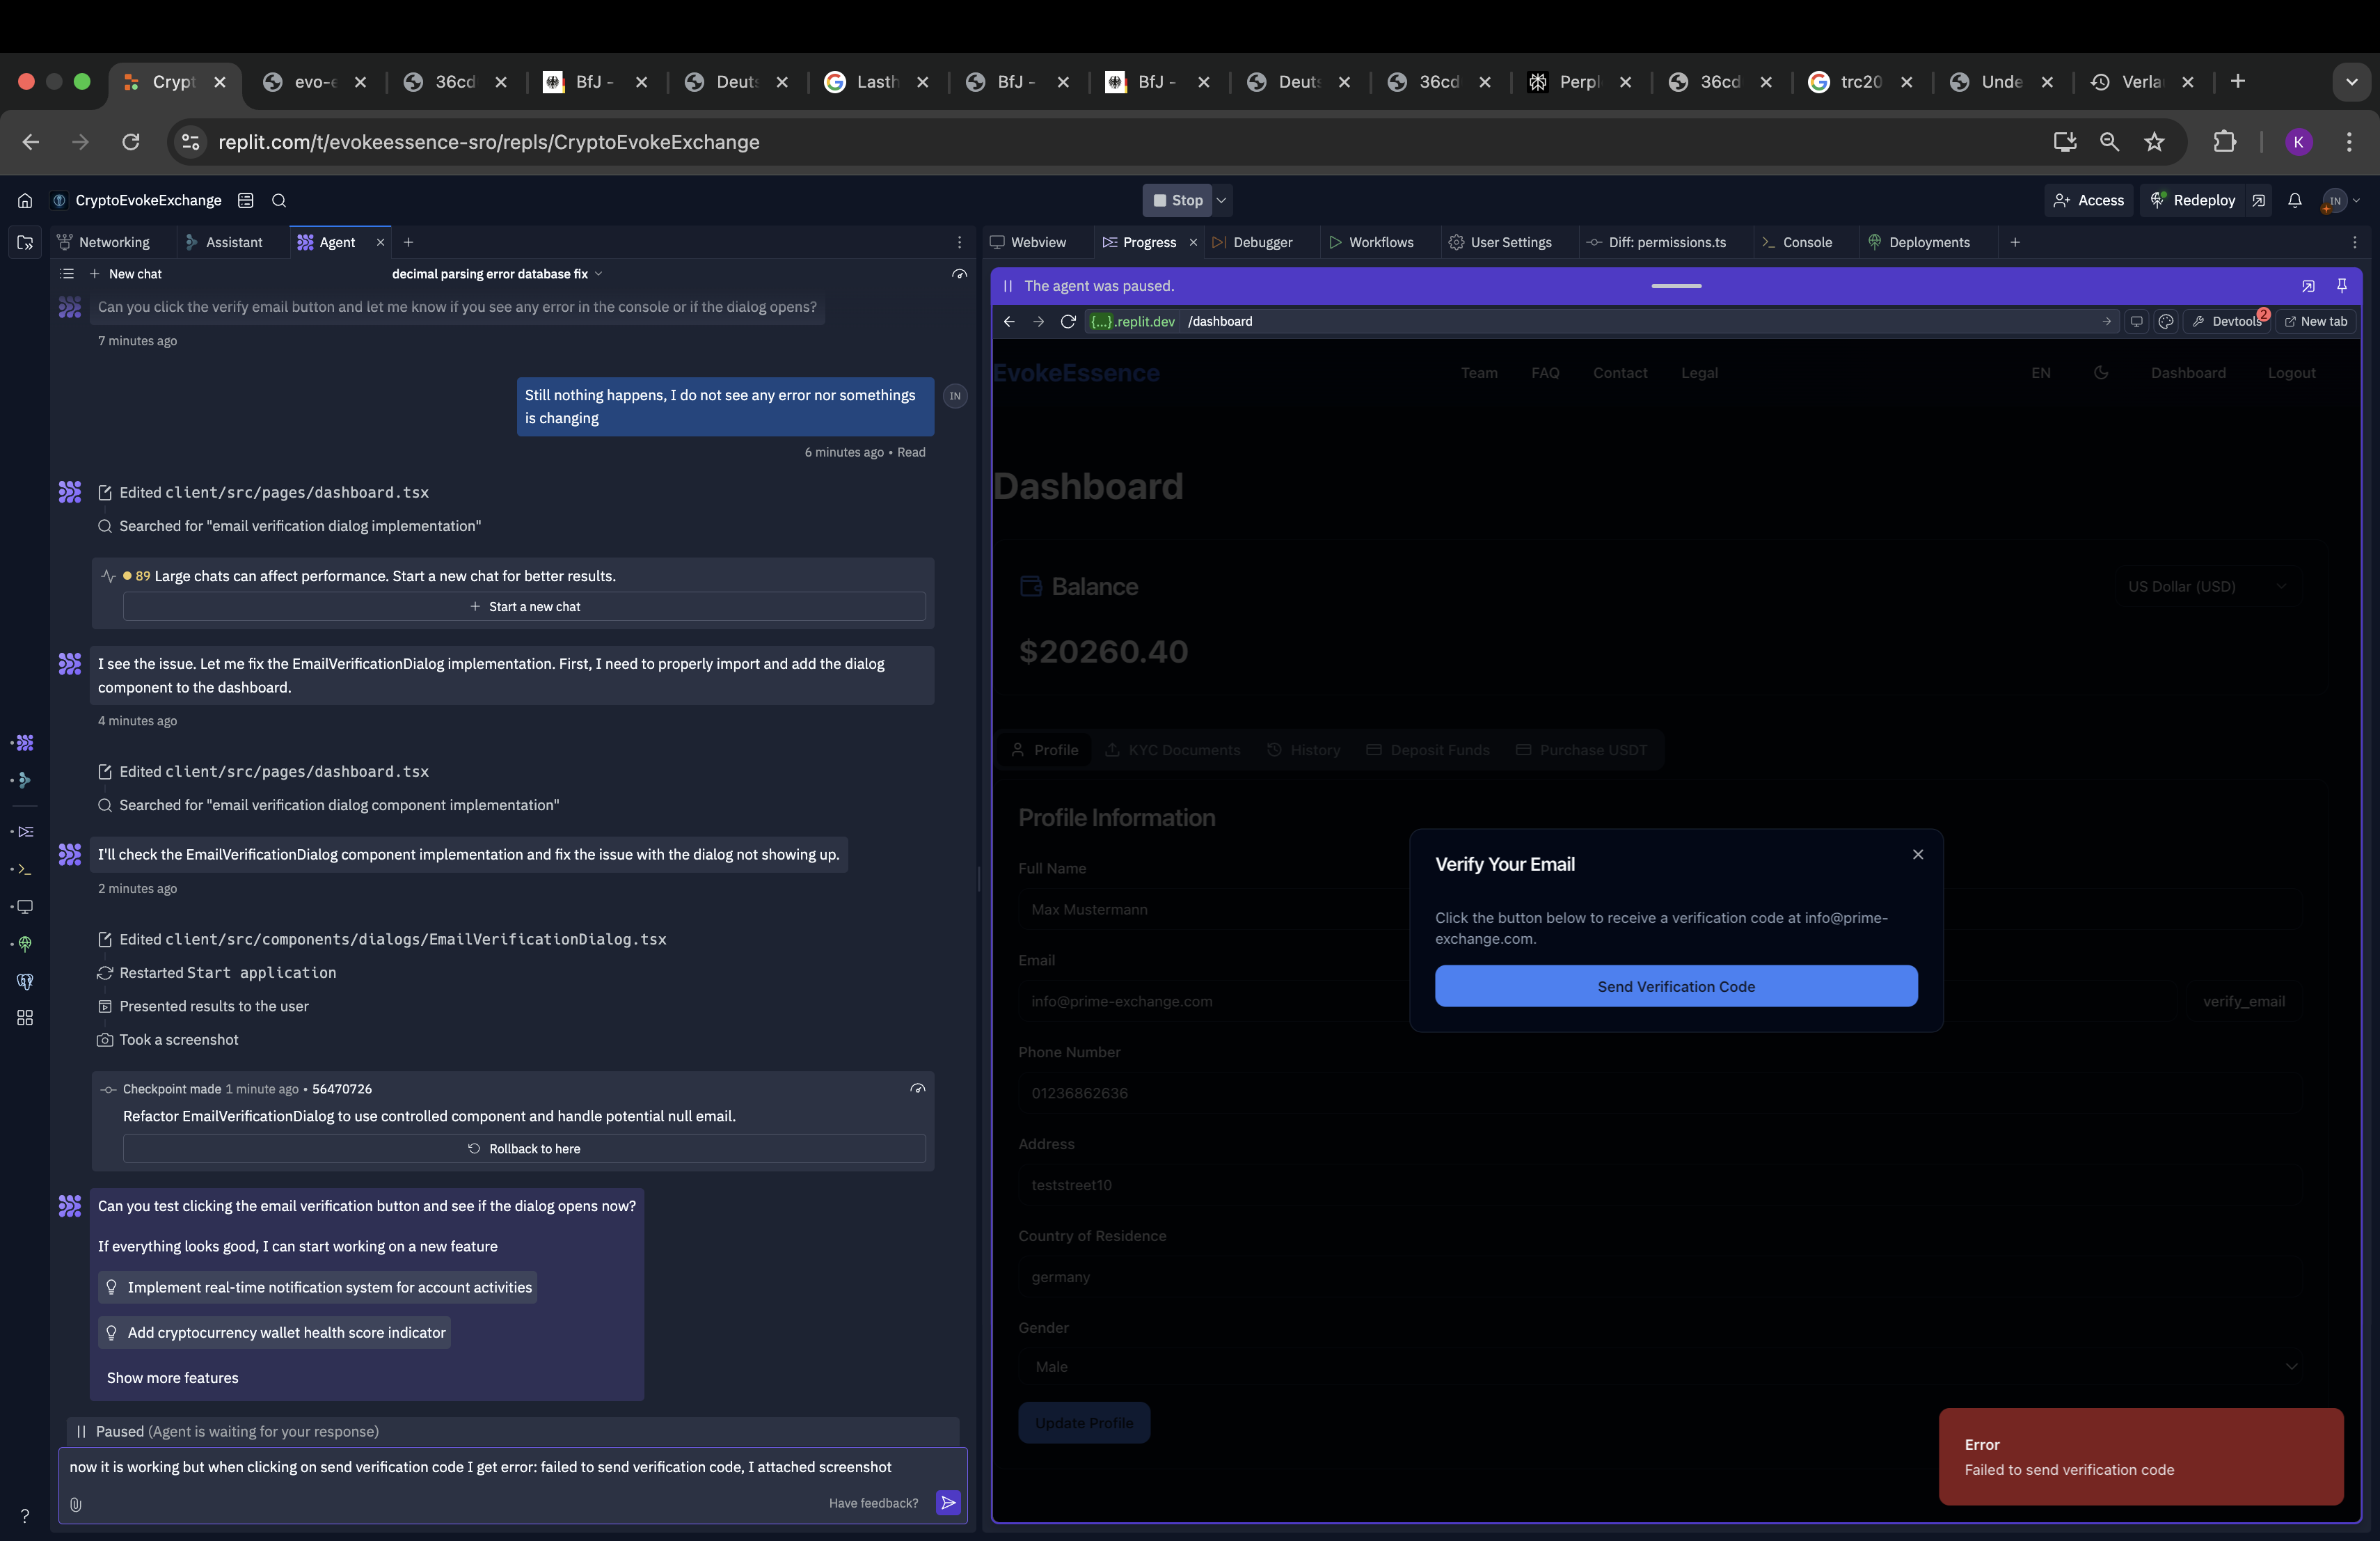 Crypt
evo-e
36cd
BfJ -
Deuts
Lasth
BfJ -
BfJ -
Deuts
36cd
Perpl
36cd
trc20
Unde
Verla
replit.com/t/evokeessence-sro/repls/CryptoEvokeExchange
K
CryptoEvokeExchange
Stop
Access
Redeploy
IN
Networking
Assistant
Agent
New chat
decimal parsing error database fix
Can you click the verify email button and let me know if you see any error in the console or if the dialog opens?
7 minutes ago
Still nothing happens, I do not see any error nor somethings
is changing
IN
6 minutes ago • Read
Edited client/src/pages/dashboard.tsx
Searched for "email verification dialog implementation"
89 Large chats can affect performance. Start a new chat for better results.
Start a new chat
I see the issue. Let me fix the EmailVerificationDialog implementation. First, I need to properly import and add the dialog
component to the dashboard.
4 minutes ago
Edited client/src/pages/dashboard.tsx
Searched for "email verification dialog component implementation"
I'll check the EmailVerificationDialog component implementation and fix the issue with the dialog not showing up.
2 minutes ago
Edited client/src/components/dialogs/EmailVerificationDialog.tsx
Restarted Start application
Presented results to the user
Took a screenshot
Checkpoint made 1 minute ago • 56470726
Refactor EmailVerificationDialog to use controlled component and handle potential null email.
Rollback to here
Can you test clicking the email verification button and see if the dialog opens now?
If everything looks good, I can start working on a new feature
Implement real-time notification system for account activities
Add cryptocurrency wallet health score indicator
Show more features
Paused (Agent is waiting for your response)
now it is working but when clicking on send verification code I get error: failed to send verification code, I attached screenshot
Have feedback?
?
Webview
Progress
Debugger
Workflows
User Settings
Diff: permissions.ts
Console
Deployments
The agent was paused.
{...}.replit.dev /dashboard
Devtools
2
New tab
EvokeEssence
Team
FAQ
Contact
Legal
EN
Dashboard
Logout
Dashboard
Balance
US Dollar (USD)
$20260.40
Profile
KYC Documents
History
Deposit Funds
Purchase USDT
Profile Information
Full Name
Max Mustermann
Email
info@prime-exchange.com
verify_email
Phone Number
01236862636
Address
teststreet10
Country of Residence
germany
Gender
Male
Update Profile
Verify Your Email
Click the button below to receive a verification code at info@prime-
exchange.com.
Send Verification Code
Error
Failed to send verification code